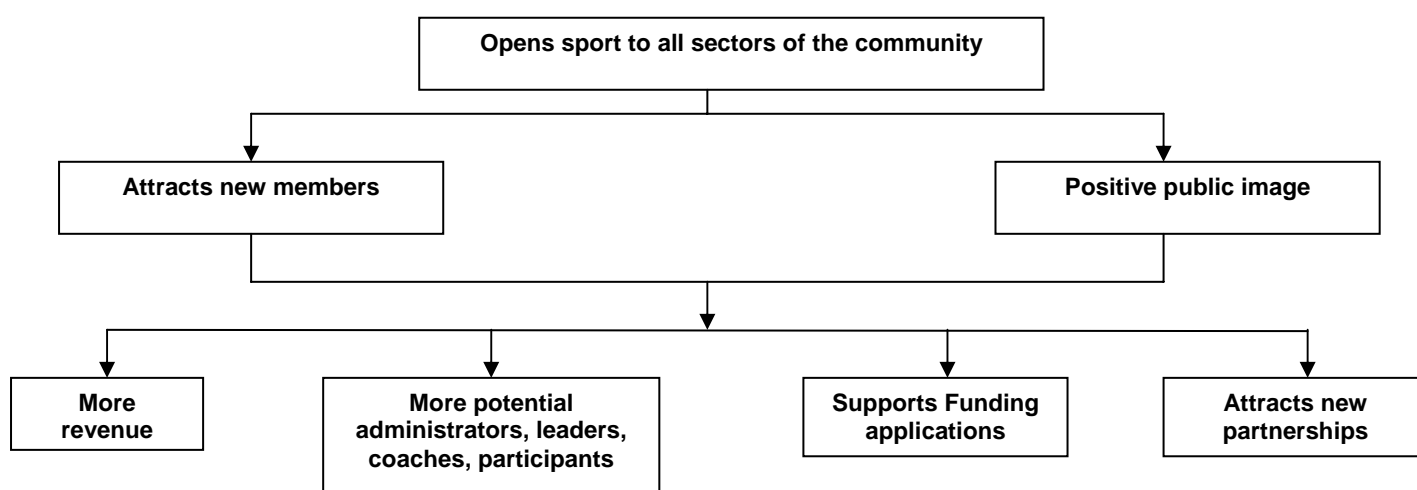 Opens sport to all sectors of the community
Attracts new members
Positive public image
More
revenue
More potential
administrators, leaders,
coaches, participants
Supports Funding
applications
Attracts new
partnerships